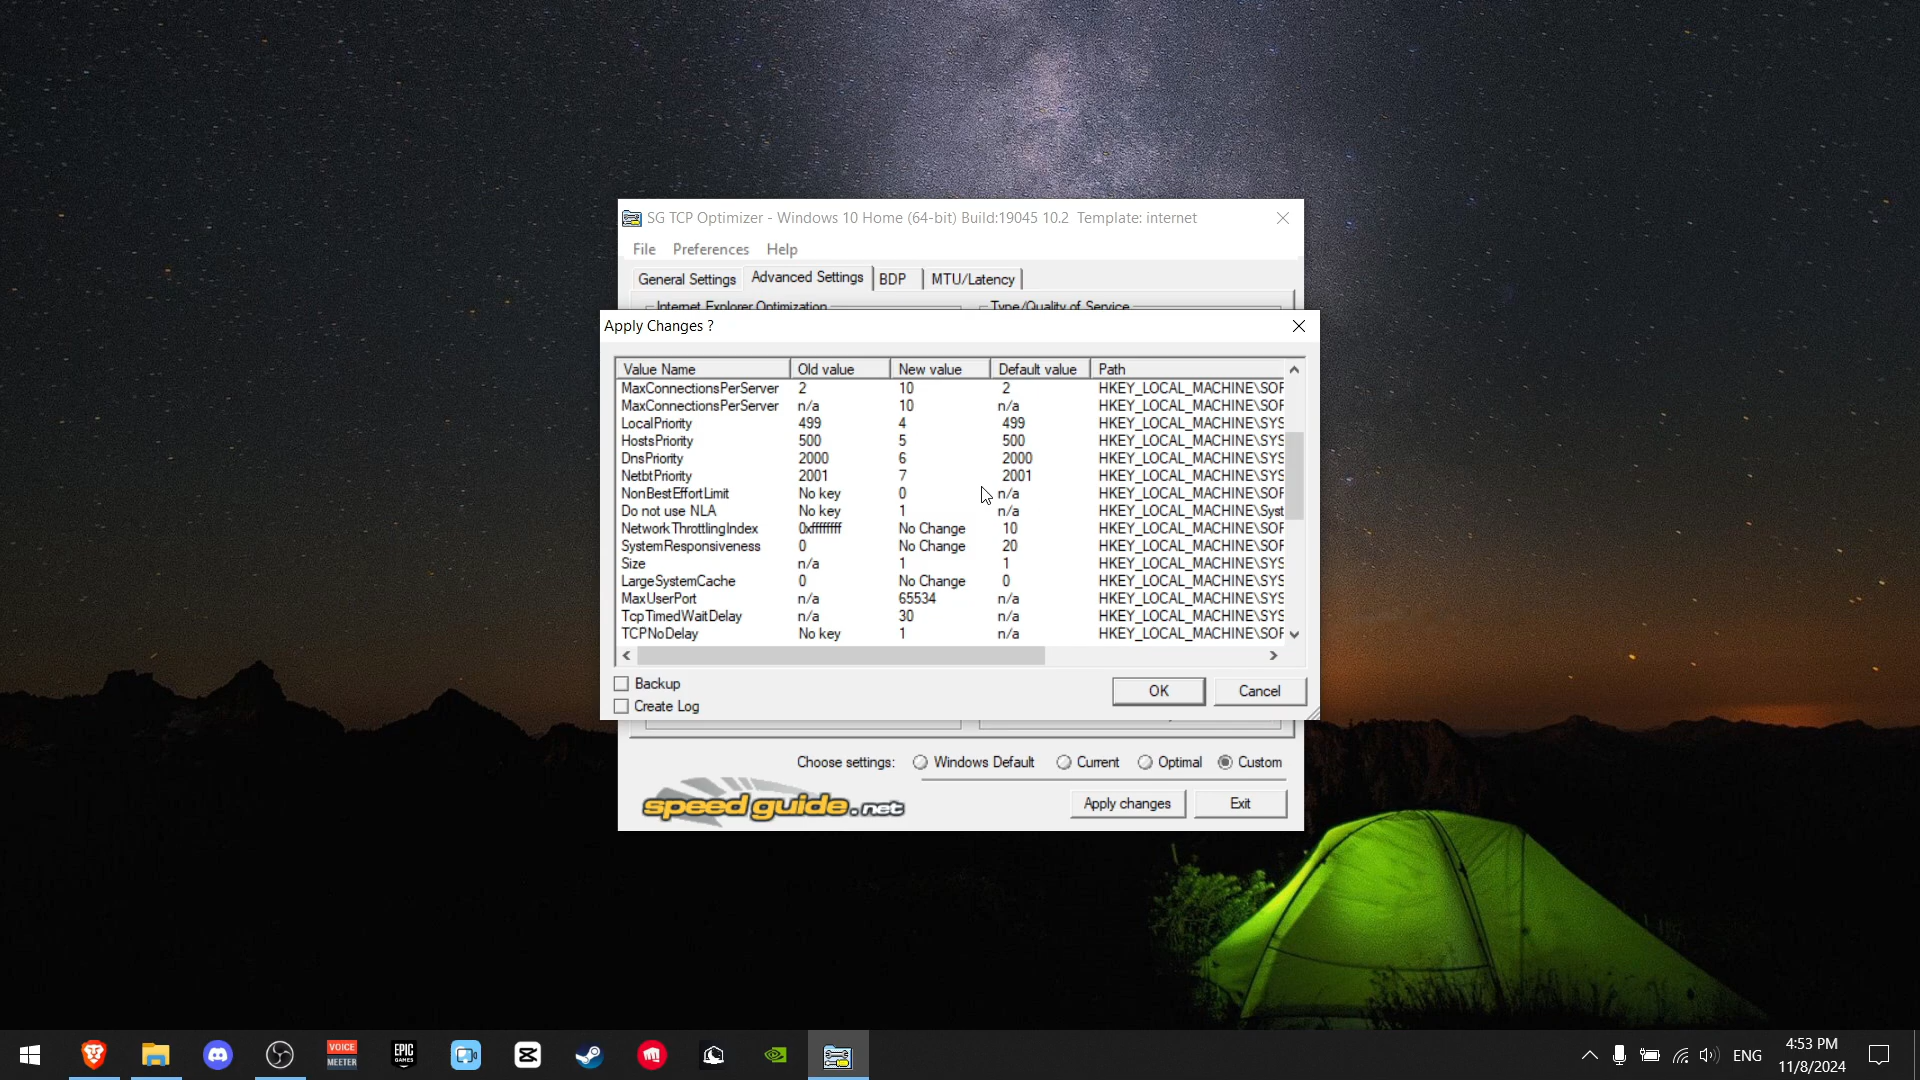 SG TCP Optimizer - Windows 10 Home (64-bit) Build:19045 10.2 Template: internet
File Preferences Help
General Settings Advanced Settings BDP MTU/Latency
Internet Explorer Optimization Type/Quality of Service
Apply Changes ?
Value Name Old value New value Default value Path
MaxConnectionsPerServer 2 10 2 HKEY_LOCAL_MACHINE\SOF
MaxConnectionsPerServer n/a 10 n/a HKEY_LOCAL_MACHINE\SOF
LocalPriority 499 4 499 HKEY_LOCAL_MACHINE\SYS
HostsPriority 500 5 500 HKEY_LOCAL_MACHINE\SYS
DnsPriority 2000 6 2000 HKEY_LOCAL_MACHINE\SYS
NetbtPriority 2001 7 2001 HKEY_LOCAL_MACHINE\SYS
NonBestEffortLimit No key 0 n/a HKEY_LOCAL_MACHINE\SOF
Do not use NLA No key 1 n/a HKEY_LOCAL_MACHINE\Syst
NetworkThrottlingIndex 0xffffffff No Change 10 HKEY_LOCAL_MACHINE\SOF
SystemResponsiveness 0 No Change 20 HKEY_LOCAL_MACHINE\SOF
Size n/a 1 1 HKEY_LOCAL_MACHINE\SYS
LargeSystemCache 0 No Change 0 HKEY_LOCAL_MACHINE\SYS
MaxUserPort n/a 65534 n/a HKEY_LOCAL_MACHINE\SYS
TcpTimedWaitDelay n/a 30 n/a HKEY_LOCAL_MACHINE\SYS
TCPNoDelay No key 1 n/a HKEY_LOCAL_MACHINE\SOF
Backup
Create Log
OK Cancel
Choose settings: Windows Default Current Optimal Custom
speedguide.net
Apply changes Exit
VOICE
MEETER
EPIC
GAMES
ENG
4:53 PM
11/8/2024